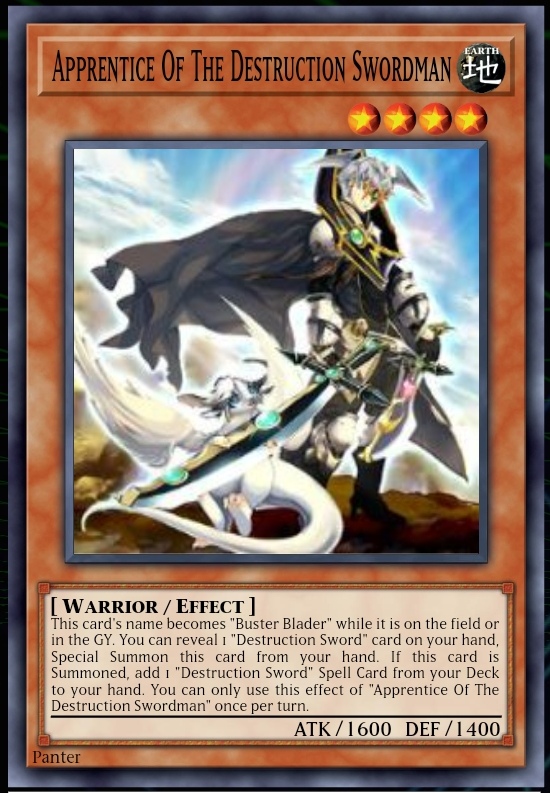 Apprentice Of The Destruction Swordman
EARTH
地
[ Warrior / Effect ]
This card's name becomes "Buster Blader" while it is on the field or
in the GY. You can reveal 1 "Destruction Sword" card on your hand,
Special Summon this card from your hand. If this card is
Summoned, add 1 "Destruction Sword" Spell Card from your Deck
to your hand. You can only use this effect of "Apprentice Of The
Destruction Swordman" once per turn.
ATK / 1600 DEF / 1400
Panter